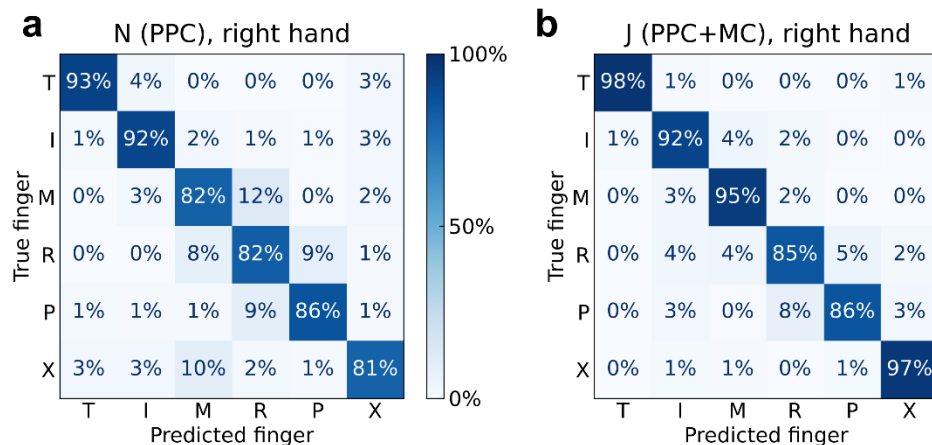 a
N (PPC), right hand
True finger
T 93% 4% 0% 0% 0% 3%
I 1% 92% 2% 1% 1% 3%
M 0% 3% 82% 12% 0% 2%
R 0% 0% 8% 82% 9% 1%
P 1% 1% 1% 9% 86% 1%
X 3% 3% 10% 2% 1% 81%
T I M R P X
Predicted finger
100%
50%
0%
b
J (PPC+MC), right hand
True finger
T 98% 1% 0% 0% 0% 1%
I 1% 92% 4% 2% 0% 0%
M 0% 3% 95% 2% 0% 0%
R 0% 4% 4% 85% 5% 2%
P 0% 3% 0% 8% 86% 3%
X 0% 1% 1% 0% 1% 97%
T I M R P X
Predicted finger